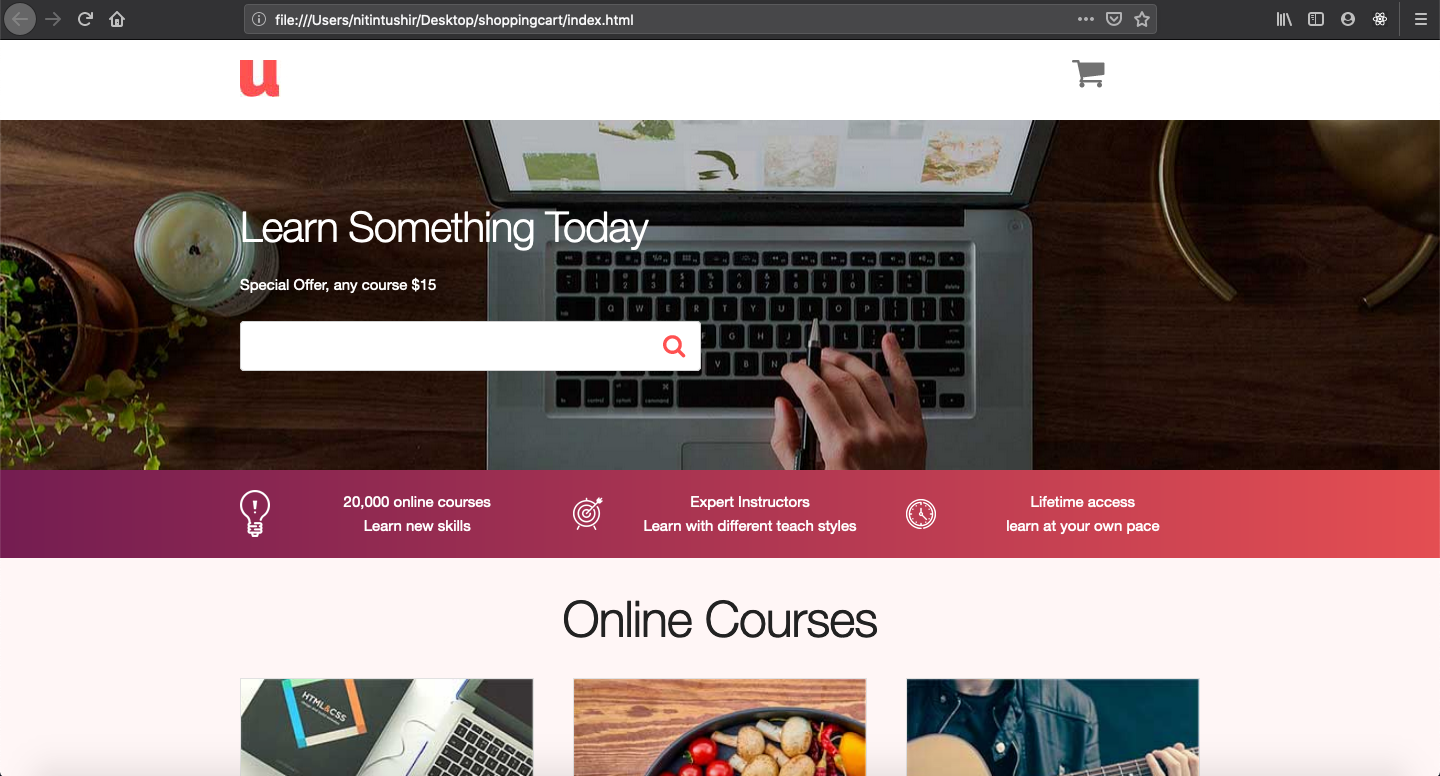 file:///Users/nitintushir/Desktop/shoppingcart/index.html
u
Learn Something Today
Special Offer, any course $15
20,000 online courses
Learn new skills
Expert Instructors
Learn with different teach styles
Lifetime access
learn at your own pace
Online Courses
HTML&CSS